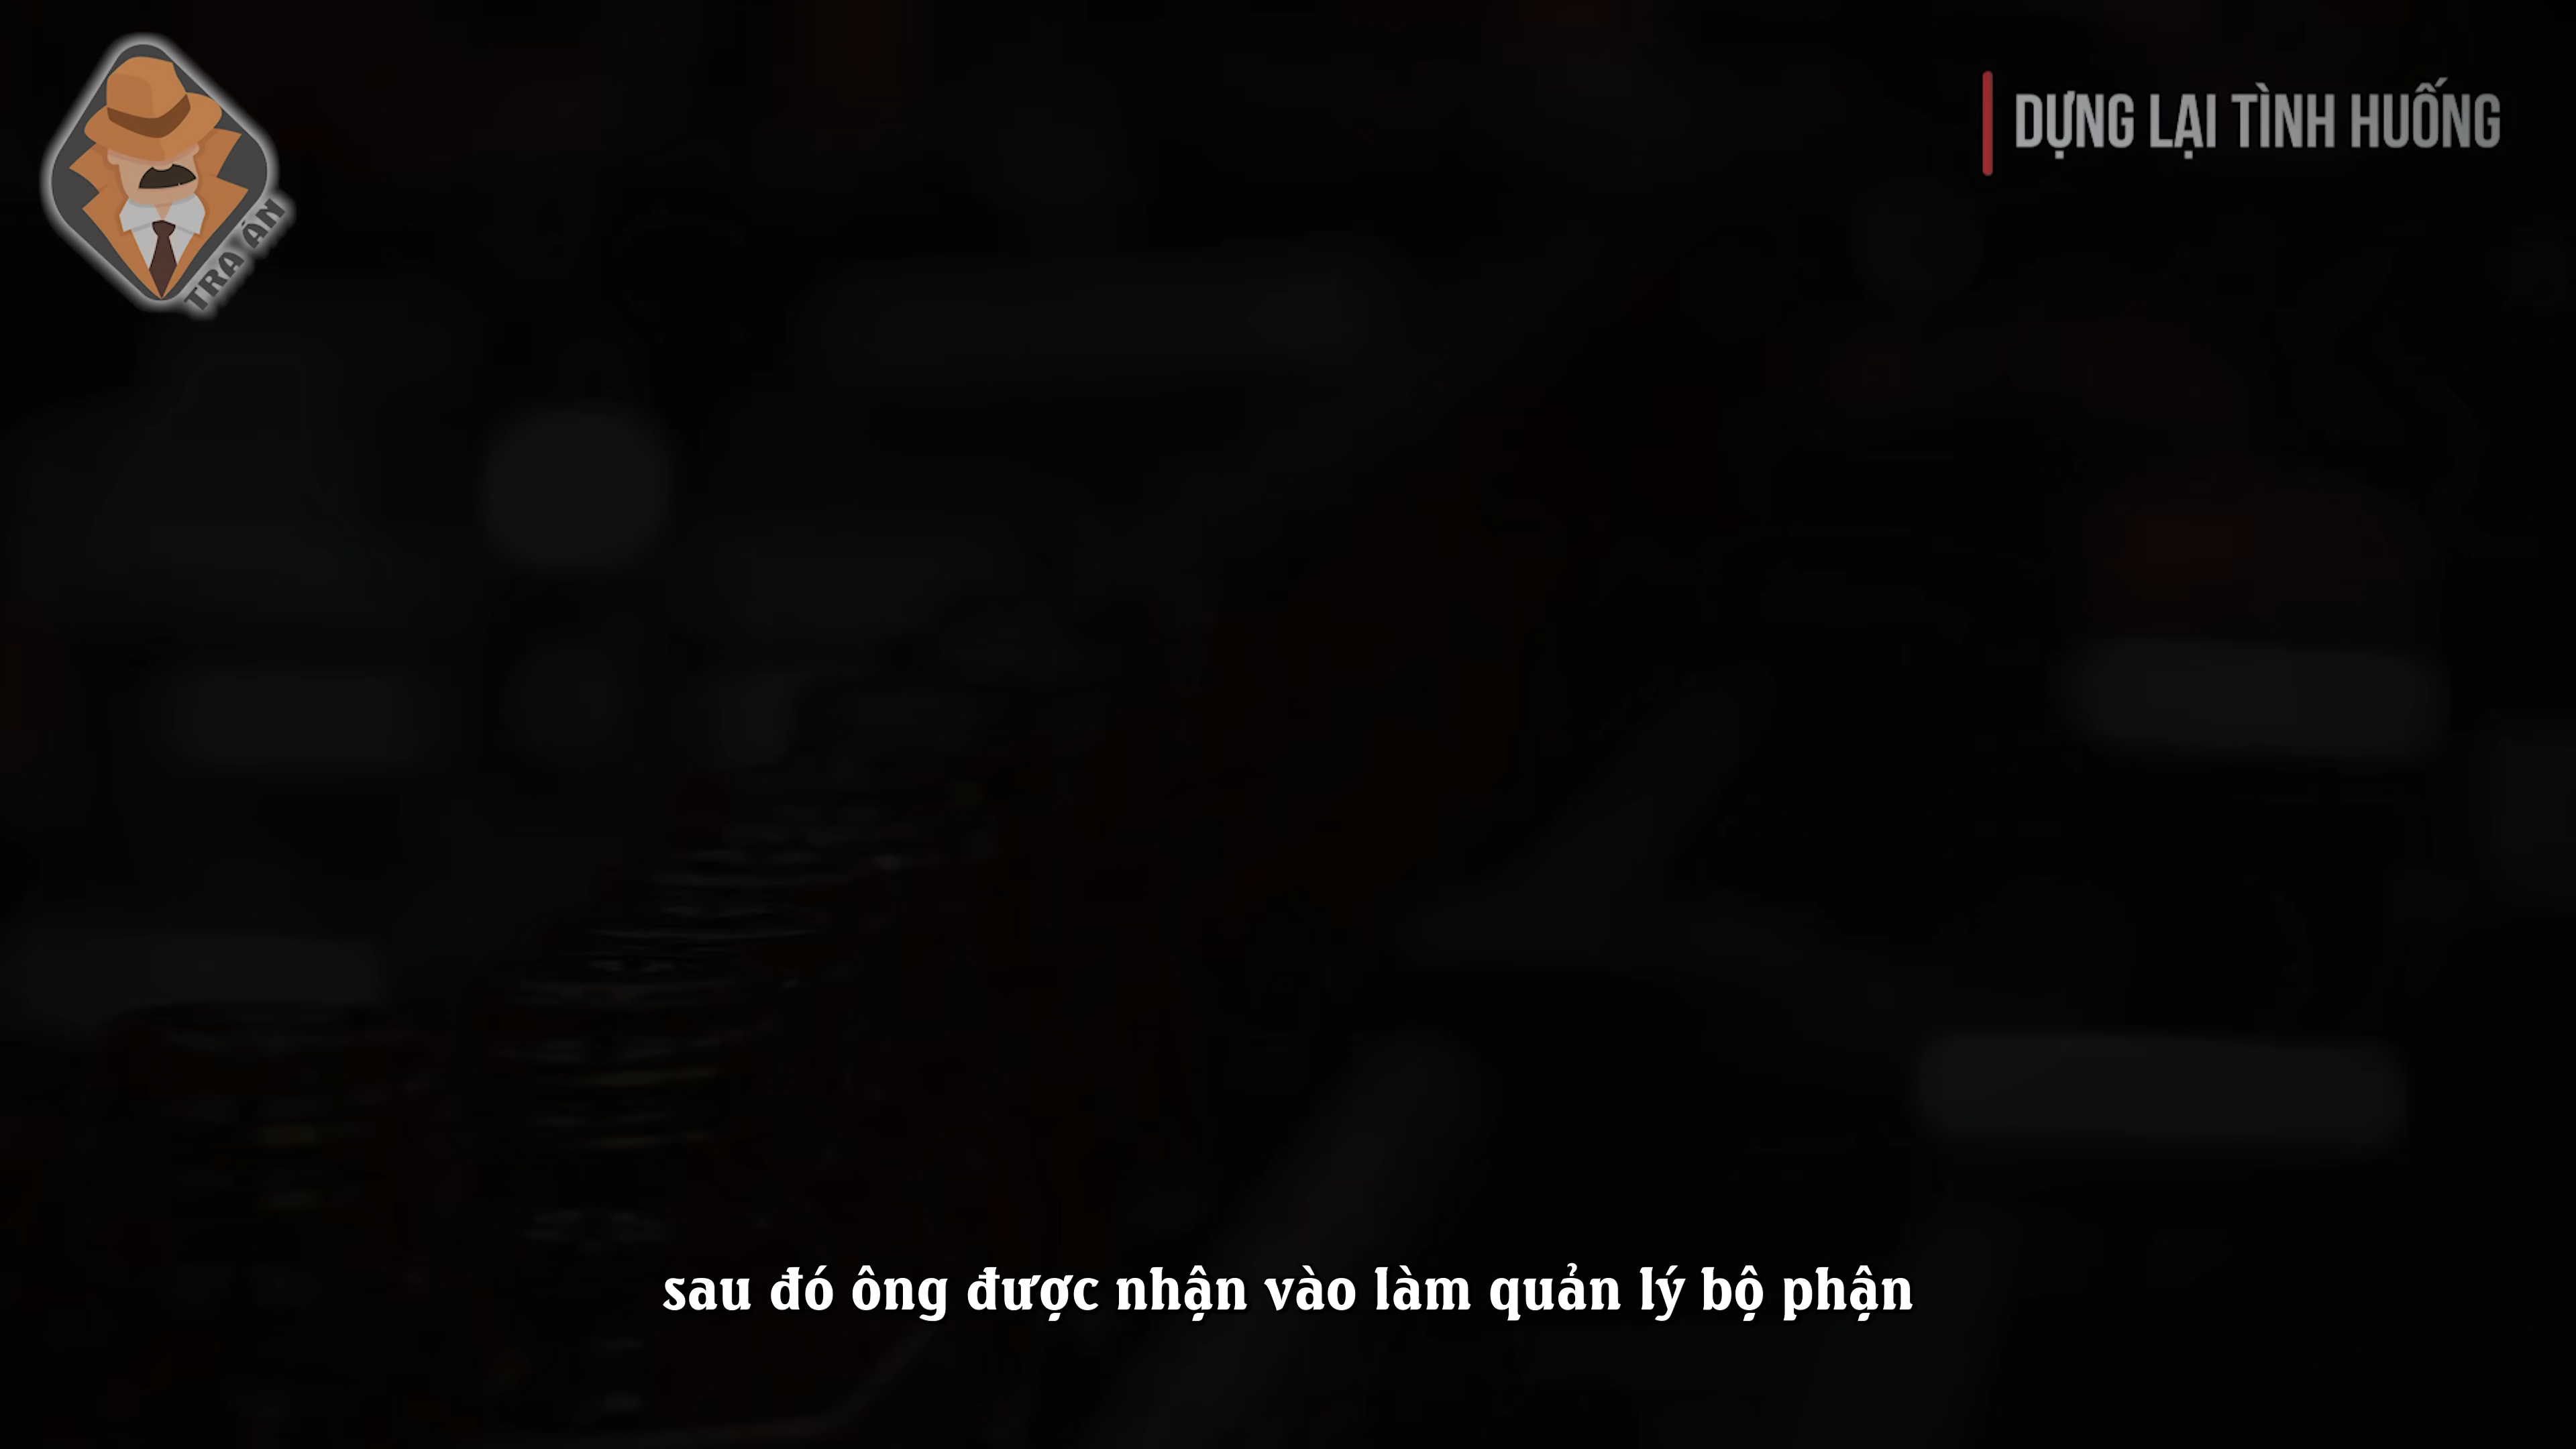 DỰNG LẠI TÌNH HUỐNG
TRA ÁN
sau đó ông được nhận vào làm quản lý bộ phận